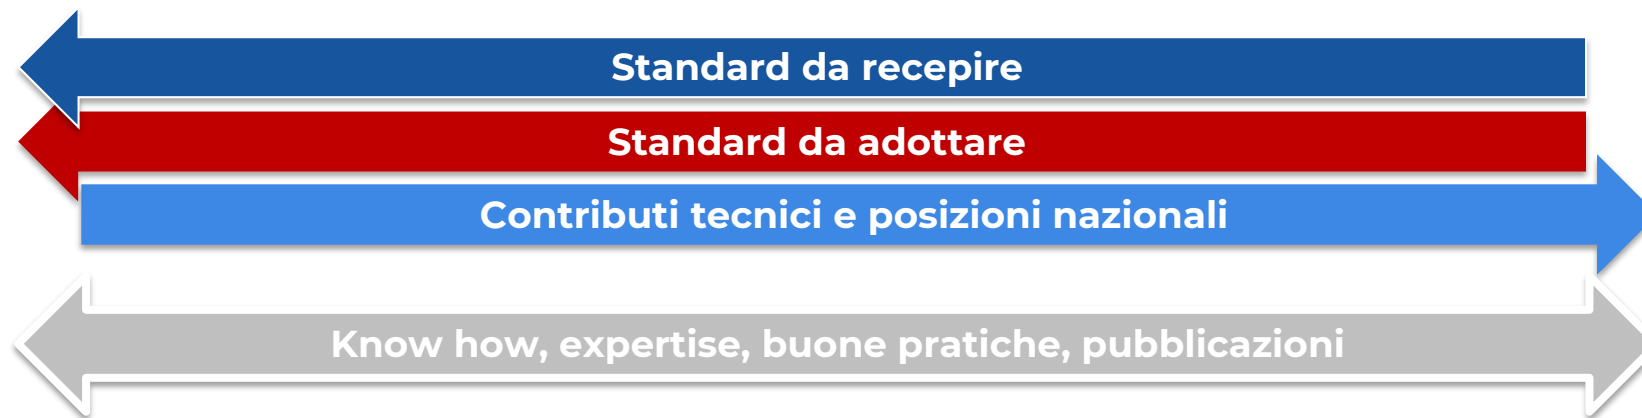 Standard da recepire
Standard da adottare
Contributi tecnici e posizioni nazionali
Know how, expertise, buone pratiche, pubblicazioni